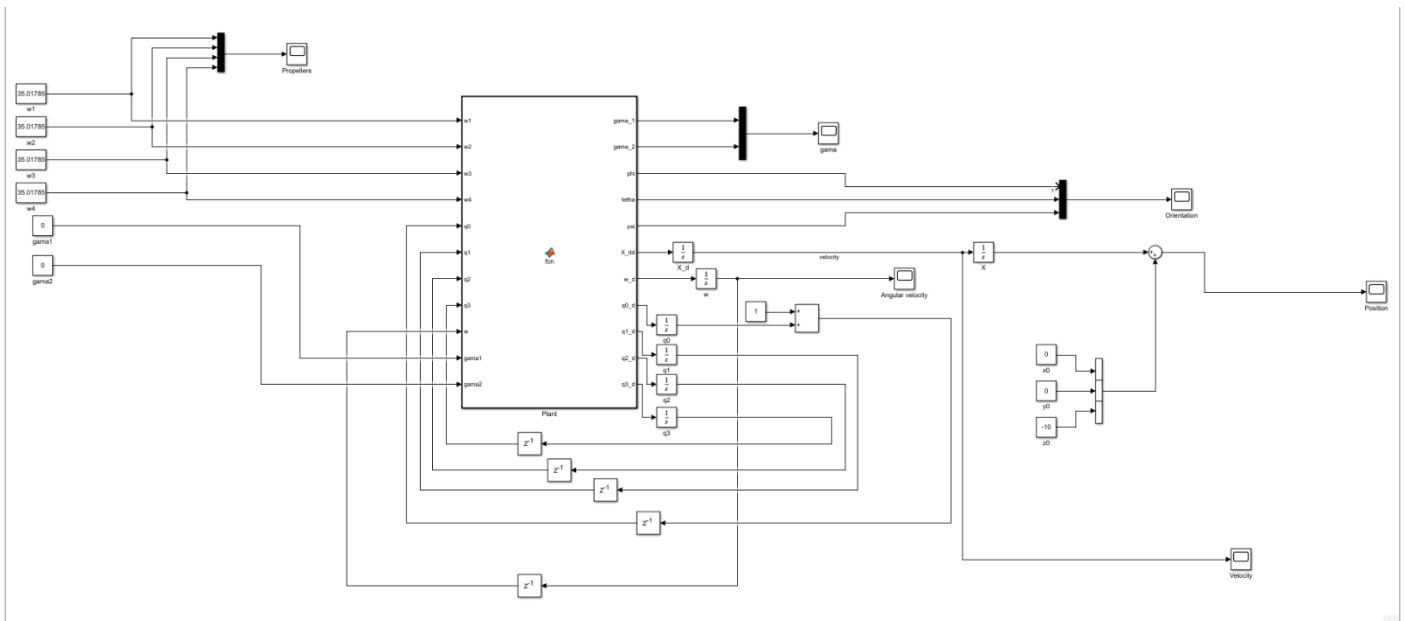 Propellers
35.01785
w1
35.01785
w2
35.01785
w3
35.01785
w4
0
gama1
0
gama2
w1
w2
w3
w4
q0
q1
q2
q3
w
gama1
gama2
fcn
Plant
gama_1
gama_2
phi
tetha
psi
X_dd
w_d
q0_d
q1_d
q2_d
q3_d
gama
1
Orientation
1/s
X_d
velocity
1/s
X
1/s
w
Angular velocity
1
+
+
1/s
q0
1/s
q1
1/s
q2
1/s
q3
+
+
Position
0
x0
0
y0
-10
z0
z-1
z-1
z-1
z-1
z-1
Velocity